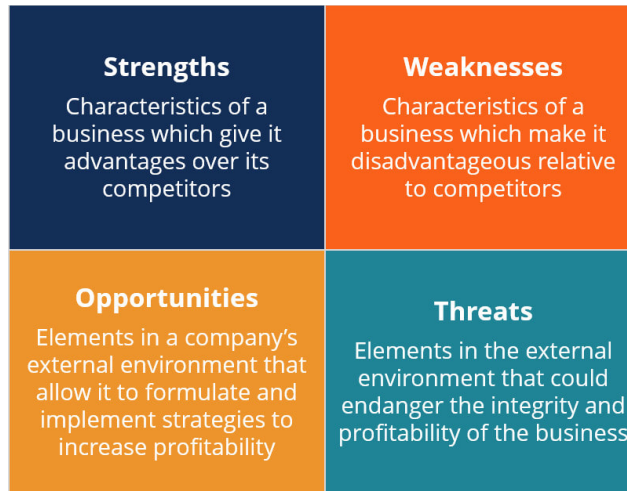 Strengths
Characteristics of a
business which give it
advantages over its
competitors
Weaknesses
Characteristics of a
business which make it
disadvantageous relative
to competitors
Opportunities
Elements in a company's
external environment that
allow it to formulate and
implement strategies to
increase profitability
Threats
Elements in the external
environment that could
endanger the integrity and
profitability of the business